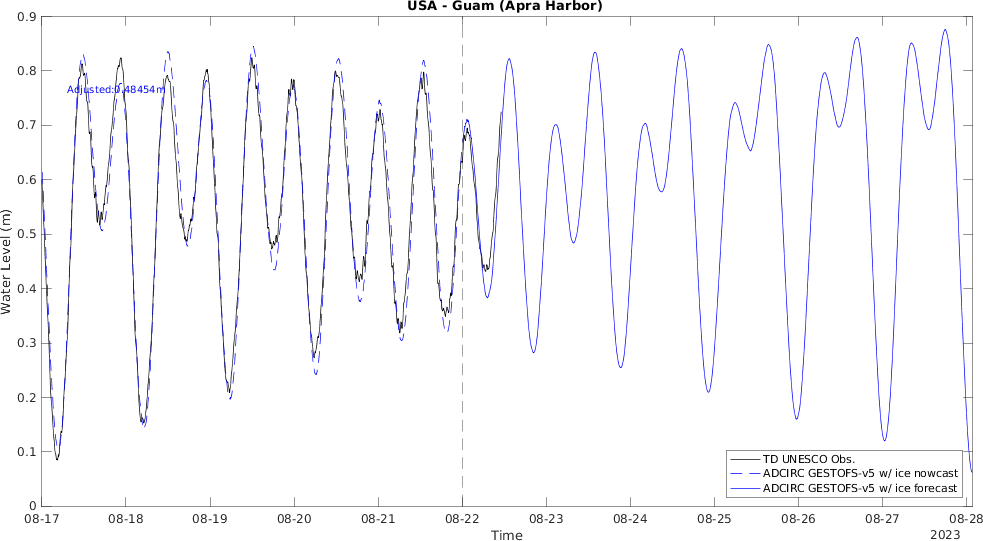 USA - Guam (Apra Harbor)
0.9
0.8
0.7
0.6
0.5
0.4
0.3
0.2
0.1
0
Water Level (m)
Adjusted:0.48454m
TD UNESCO Obs.
ADCIRC GESTOFS-v5 w/ ice nowcast
ADCIRC GESTOFS-v5 w/ ice forecast
08-17 08-18 08-19 08-20 08-21 08-22 08-23 08-24 08-25 08-26 08-27 08-28
Time
2023